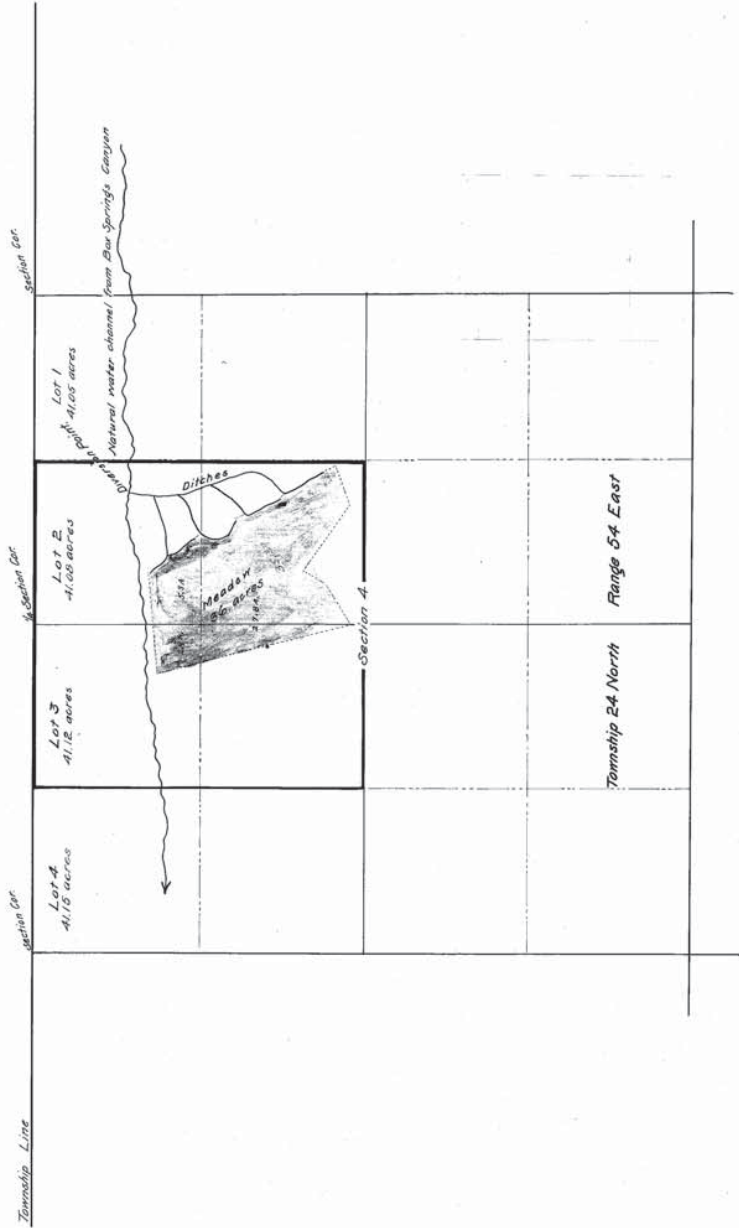 Township Line
Section Cor.
¼ Section Cor.
Section Cor.
Lot 4
41.15 acres
Lot 3
41.12 acres
Lot 2
41.08 acres
Lot 1
41.05 acres
Diversion point
Natural water channel from Box Springs Canyon
Ditches
Meadow
36 acres
Section 4
Township 24 North
Range 54 East